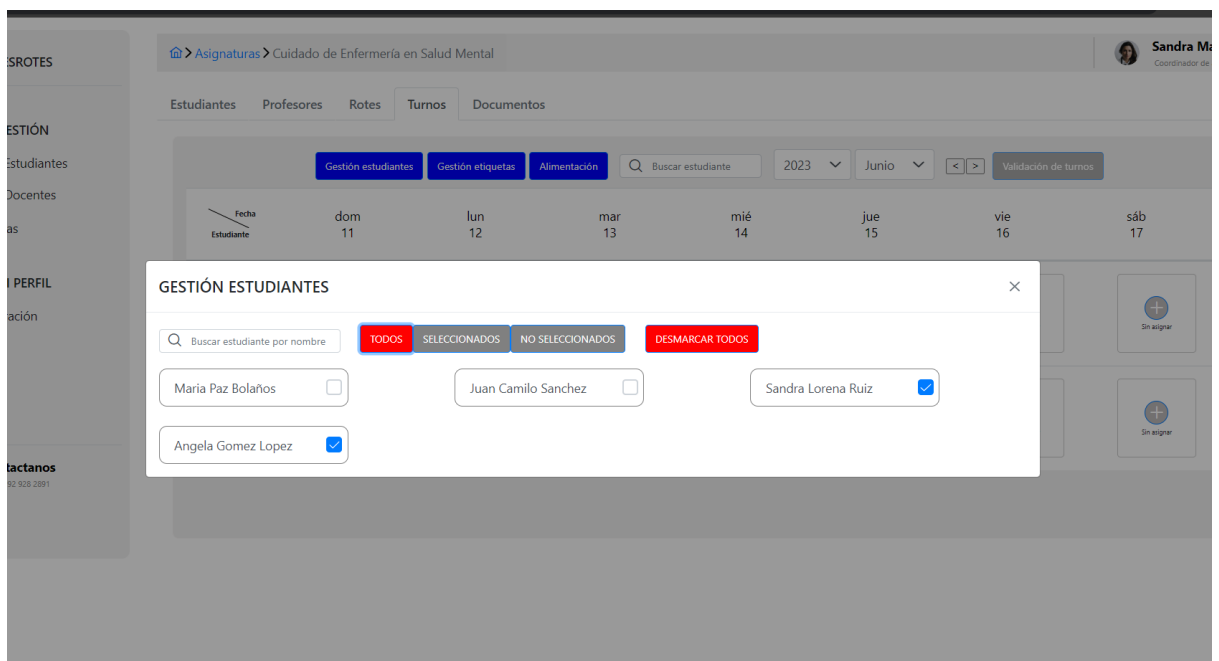 ESROTES
Asignaturas Cuidado de Enfermería en Salud Mental
Sandra Ma
Coordinador de
Estudiantes Profesores Rotes Turnos Documentos
ESTIÓN
Estudiantes
Docentes
as
I PERFIL
ación
tactanos
92 928 2891
Gestión estudiantes Gestión etiquetas Alimentación Buscar estudiante 2023 Junio < > Validación de turnos
Fecha
Estudiante
dom lun mar mié jue vie sáb
11 12 13 14 15 16 17
Sin asignar
Sin asignar
GESTIÓN ESTUDIANTES
Buscar estudiante por nombre TODOS SELECCIONADOS NO SELECCIONADOS DESMARCAR TODOS
Maria Paz Bolaños Juan Camilo Sanchez Sandra Lorena Ruiz
Angela Gomez Lopez